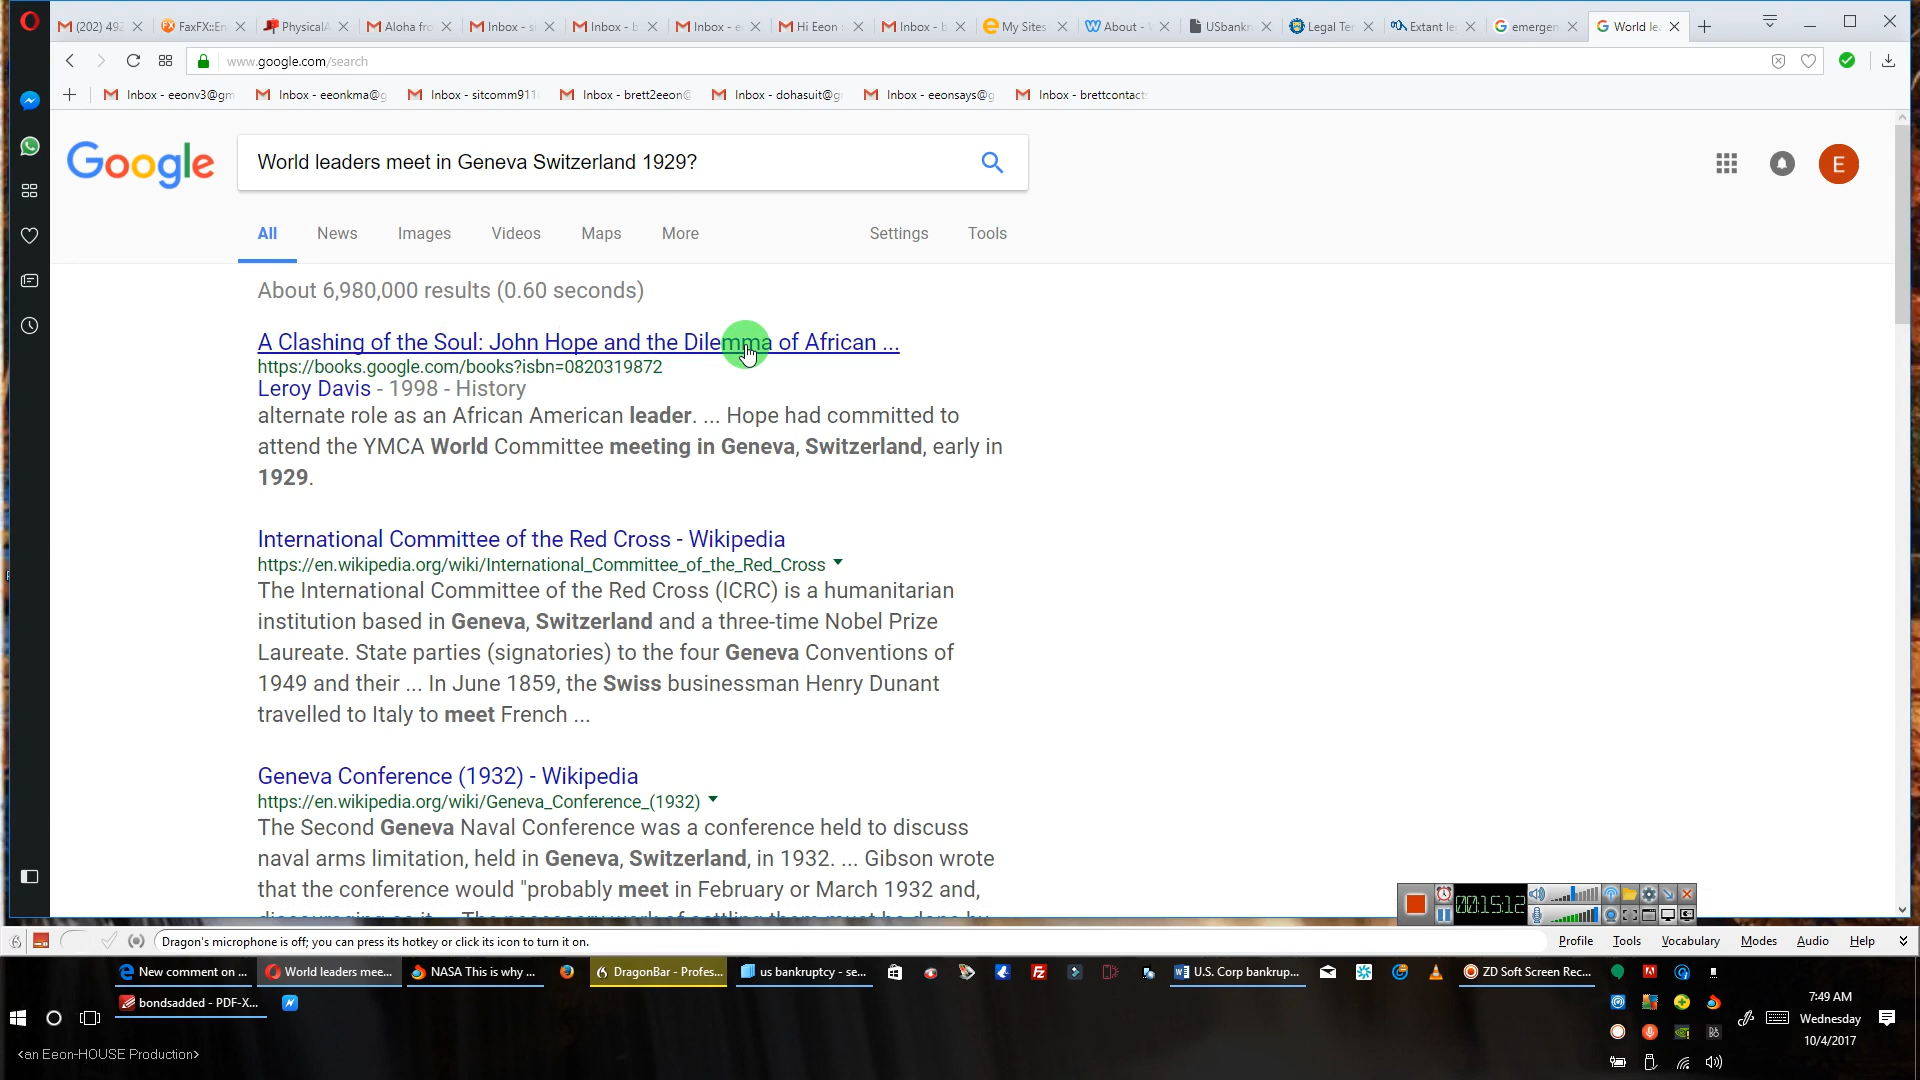 (202) 492
FaxFX::En
Physical
Aloha fro
Inbox - si
Inbox - b
Inbox - e
Hi Eeon
Inbox - b
My Sites
About -
USbankr
Legal Ter
Extant le
emergen
World le
www.google.com/search
Inbox - eeonv3@gm
Inbox - eeonkma@g
Inbox - sitcomm911
Inbox - brett2eeon@
Inbox - dohasuit@g
Inbox - eeonsays@g
Inbox - brettcontact
Google
World leaders meet in Geneva Switzerland 1929?
E
All News Images Videos Maps More Settings Tools
About 6,980,000 results (0.60 seconds)
A Clashing of the Soul: John Hope and the Dilemma of African ...
https://books.google.com/books?isbn=0820319872
Leroy Davis - 1998 - History
alternate role as an African American leader. ... Hope had committed to
attend the YMCA World Committee meeting in Geneva, Switzerland, early in
1929.
International Committee of the Red Cross - Wikipedia
https://en.wikipedia.org/wiki/International_Committee_of_the_Red_Cross
The International Committee of the Red Cross (ICRC) is a humanitarian
institution based in Geneva, Switzerland and a three-time Nobel Prize
Laureate. State parties (signatories) to the four Geneva Conventions of
1949 and their ... In June 1859, the Swiss businessman Henry Dunant
travelled to Italy to meet French ...
Geneva Conference (1932) - Wikipedia
https://en.wikipedia.org/wiki/Geneva_Conference_(1932)
The Second Geneva Naval Conference was a conference held to discuss
naval arms limitation, held in Geneva, Switzerland, in 1932. ... Gibson wrote
that the conference would "probably meet in February or March 1932 and,
00:15:12
Dragon's microphone is off; you can press its hotkey or click its icon to turn it on.
Profile Tools Vocabulary Modes Audio Help
New comment on ...
World leaders mee...
NASA This is why ...
DragonBar - Profes...
us bankruptcy - se...
U.S. Corp bankrup...
ZD Soft Screen Rec...
bondsadded - PDF-X...
7:49 AM
Wednesday
10/4/2017
<an Eeon-HOUSE Production>